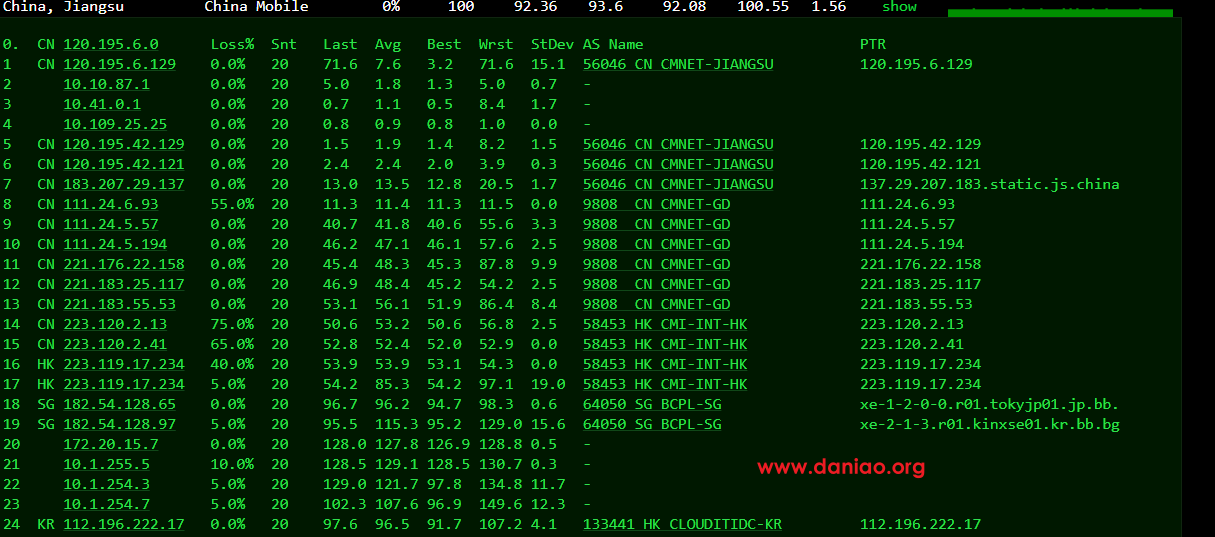 China, Jiangsu China Mobile 0% 100 92.36 93.6 92.08 100.55 1.56 show
0. CN 120.195.6.0 Loss% Snt Last Avg Best Wrst StDev AS Name PTR
1 CN 120.195.6.129 0.0% 20 71.6 7.6 3.2 71.6 15.1 56046 CN CMNET-JIANGSU 120.195.6.129
2 10.10.87.1 0.0% 20 5.0 1.8 1.3 5.0 0.7 -
3 10.41.0.1 0.0% 20 0.7 1.1 0.5 8.4 1.7 -
4 10.109.25.25 0.0% 20 0.8 0.9 0.8 1.0 0.0 -
5 CN 120.195.42.129 0.0% 20 1.5 1.9 1.4 8.2 1.5 56046 CN CMNET-JIANGSU 120.195.42.129
6 CN 120.195.42.121 0.0% 20 2.4 2.4 2.0 3.9 0.3 56046 CN CMNET-JIANGSU 120.195.42.121
7 CN 183.207.29.137 0.0% 20 13.0 13.5 12.8 20.5 1.7 56046 CN CMNET-JIANGSU 137.29.207.183.static.js.china
8 CN 111.24.6.93 55.0% 20 11.3 11.4 11.3 11.5 0.0 9808 CN CMNET-GD 111.24.6.93
9 CN 111.24.5.57 0.0% 20 40.7 41.8 40.6 55.6 3.3 9808 CN CMNET-GD 111.24.5.57
10 CN 111.24.5.194 0.0% 20 46.2 47.1 46.1 57.6 2.5 9808 CN CMNET-GD 111.24.5.194
11 CN 221.176.22.158 0.0% 20 45.4 48.3 45.3 87.8 9.9 9808 CN CMNET-GD 221.176.22.158
12 CN 221.183.25.117 0.0% 20 46.9 48.4 45.2 54.2 2.5 9808 CN CMNET-GD 221.183.25.117
13 CN 221.183.55.53 0.0% 20 53.1 56.1 51.9 86.4 8.4 9808 CN CMNET-GD 221.183.55.53
14 CN 223.120.2.13 75.0% 20 50.6 53.2 50.6 56.8 2.5 58453 HK CMI-INT-HK 223.120.2.13
15 CN 223.120.2.41 65.0% 20 52.8 52.4 52.0 52.9 0.0 58453 HK CMI-INT-HK 223.120.2.41
16 HK 223.119.17.234 40.0% 20 53.9 53.9 53.1 54.3 0.0 58453 HK CMI-INT-HK 223.119.17.234
17 HK 223.119.17.234 5.0% 20 54.2 85.3 54.2 97.1 19.0 58453 HK CMI-INT-HK 223.119.17.234
18 SG 182.54.128.65 0.0% 20 96.7 96.2 94.7 98.3 0.6 64050 SG BCPL-SG xe-1-2-0-0.r01.tokyjp01.jp.bb.
19 SG 182.54.128.97 5.0% 20 95.5 115.3 95.2 129.0 15.6 64050 SG BCPL-SG xe-2-1-3.r01.kinxse01.kr.bb.bg
20 172.20.15.7 0.0% 20 128.0 127.8 126.9 128.8 0.5 -
21 10.1.255.5 10.0% 20 128.5 129.1 128.5 130.7 0.3 -
22 10.1.254.3 5.0% 20 129.0 121.7 97.8 134.8 11.7 -
23 10.1.254.7 5.0% 20 102.3 107.6 96.9 149.6 12.3 -
24 KR 112.196.222.17 0.0% 20 97.6 96.5 91.7 107.2 4.1 133441 HK CLOUDITIDC-KR 112.196.222.17
www.daniao.org